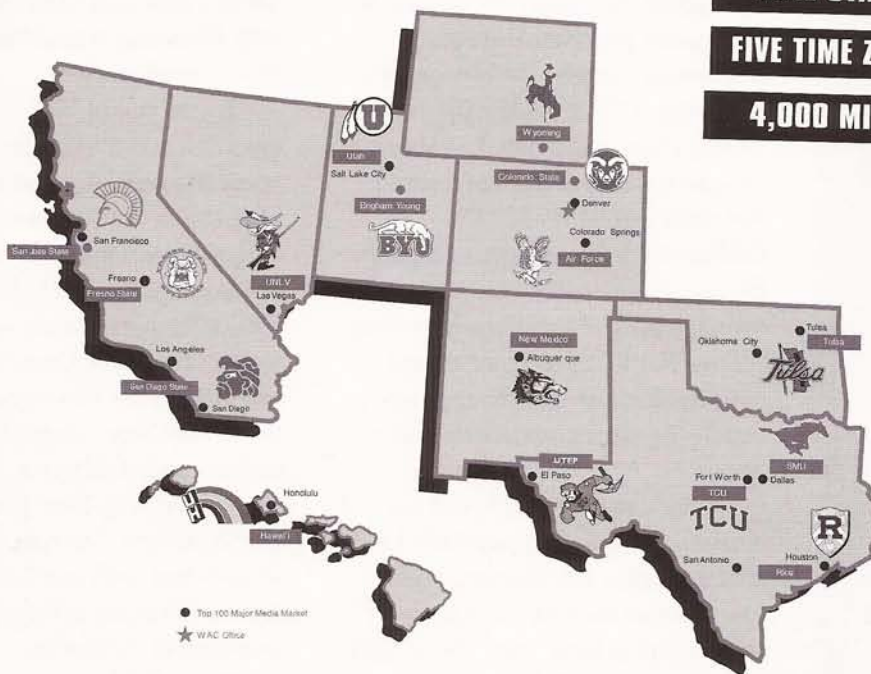 FIVE TIME Z
4,000 MI
Wyoming
U
Utah
Salt Lake City
Brigham Young
BYU
Colorado State
Denver
Colorado Springs
Air Force
San Francisco
San Jose State
Fresno
Fresno State
UNLV
Las Vegas
Los Angeles
San Diego State
San Diego
New Mexico
Albuquer que
Tulsa
Tulsa
Oklahoma City
Tulsa
UTEP
El Paso
SMU
Fort Worth
Dallas
TCU
TCU
R
San Antonio
Houston
Rice
Honolulu
UH
Hawai'i
Top 100 Major Media Market
WAC Office